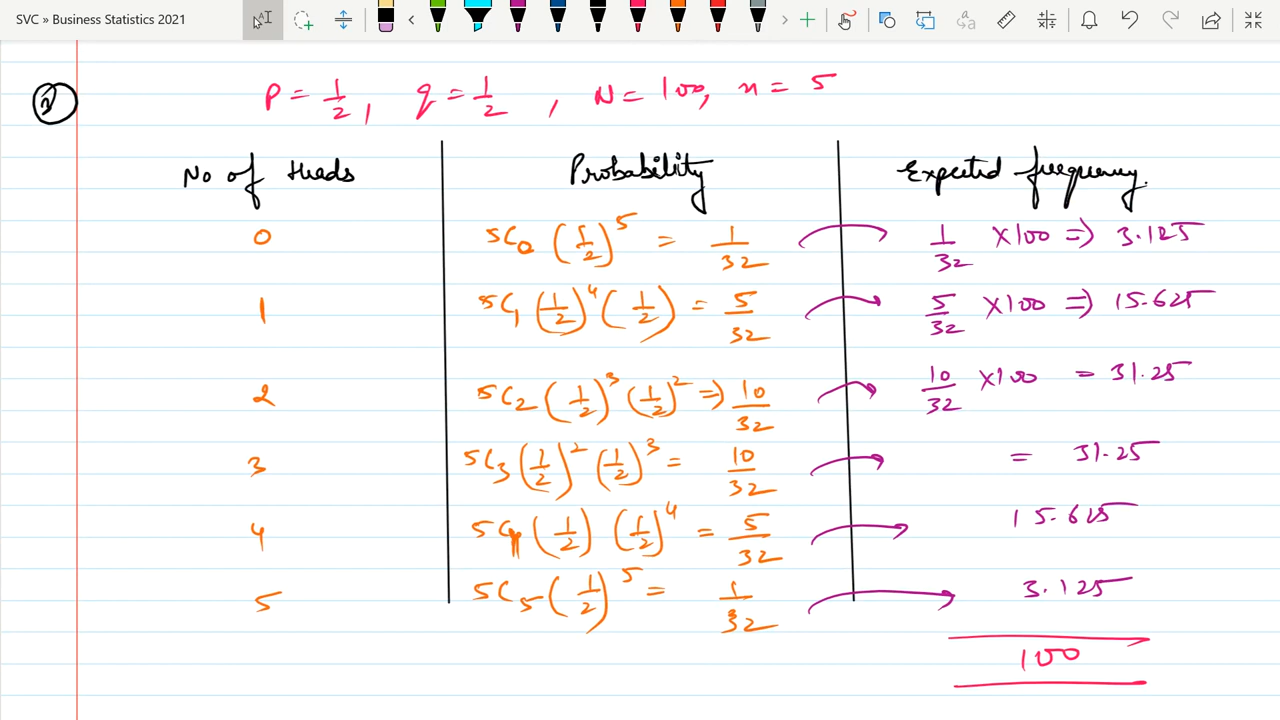 SVC » Business Statistics 2021
2
P = 1/2, q = 1/2, N = 100, n = 5
No of Heads Probability Expected frequency.
0 5C0 (1/2)^5 = 1/32 1/32 ×100 ⇒ 3.125
1 5C1 (1/2)^4 (1/2) = 5/32 5/32 ×100 ⇒ 15.625
2 5C2 (1/2)^3 (1/2)^2 ⇒ 10/32 10/32 ×100 = 31.25
3 5C3 (1/2)^2 (1/2)^3 = 10/32 = 31.25
4 5C4 (1/2) (1/2)^4 = 5/32 15.625
5 5C5 (1/2)^5 = 1/32 3.125
100